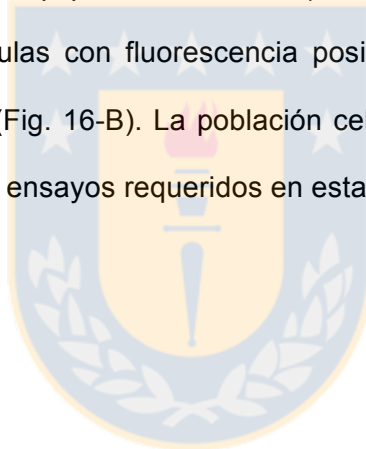 ulas con fluorescencia posi
(Fig. 16-B). La población cel
ensayos requeridos en esta